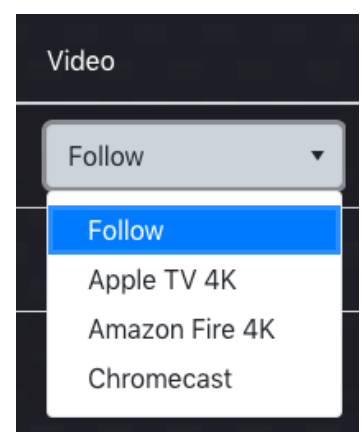 Video
Follow
Follow
Apple TV 4K
Amazon Fire 4K
Chromecast